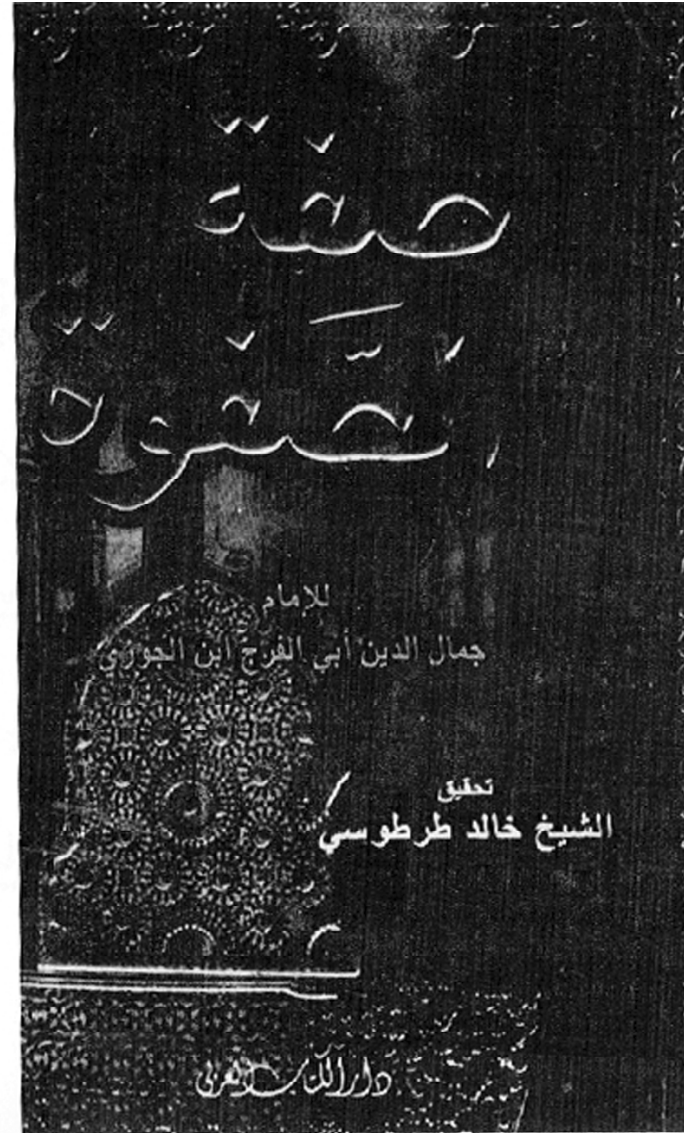 صفة
الصفوة
للإمام
جمال الدين أبي الفرج ابن الجوزي
تحقيق
الشيخ خالد طرطوسي
دار الكتاب العربي